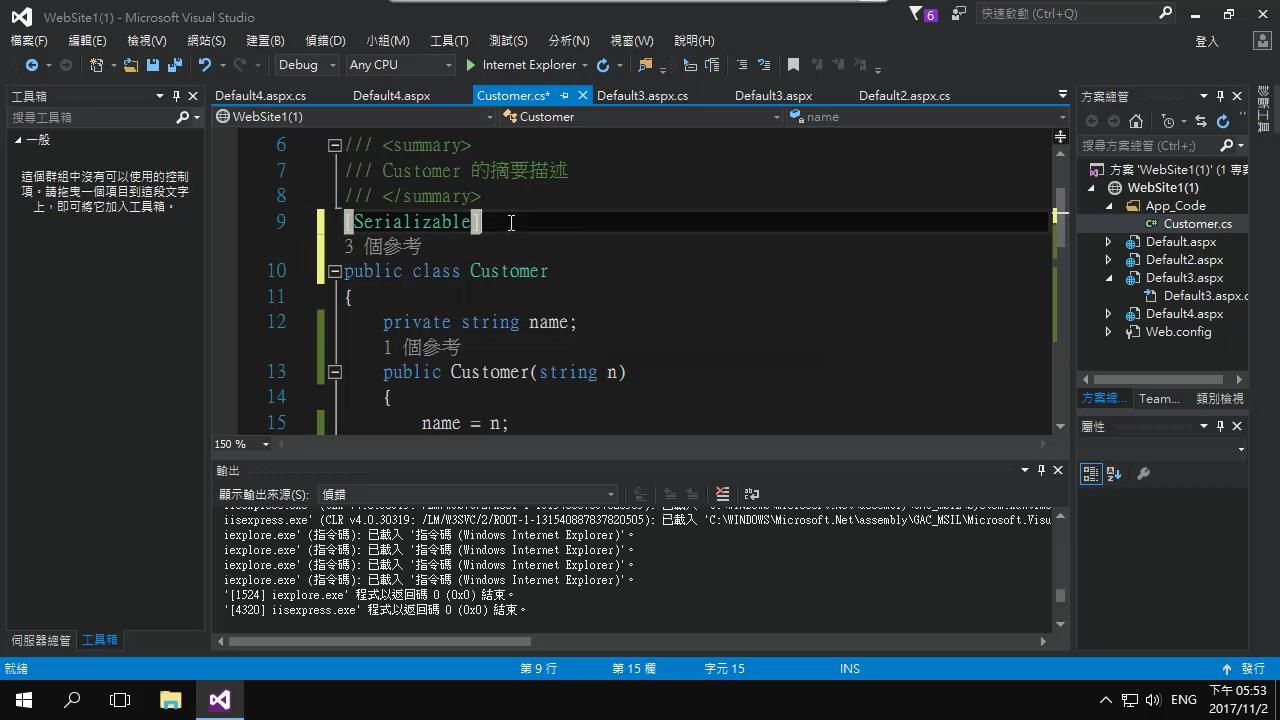 WebSite1(1) - Microsoft Visual Studio
6
快速啟動 (Ctrl+Q)
檔案(F) 編輯(E) 檢視(V) 網站(S) 建置(B) 偵錯(D) 小組(M) 工具(T) 測試(S) 分析(N) 視窗(W) 說明(H)
登入
Debug Any CPU Internet Explorer
工具箱
搜尋工具箱
一般
這個群組中沒有可以使用的控制
項。請拖曳一個項目到這段文字
上，即可將它加入工具箱。
伺服器總管 工具箱
Default4.aspx.cs Default4.aspx Customer.cs* Default3.aspx.cs Default3.aspx Default2.aspx.cs
WebSite1(1) Customer name
6 /// <summary>
7 /// Customer 的摘要描述
8 /// </summary>
9 [Serializable]
3 個參考
10 public class Customer
11 {
12 private string name;
1 個參考
13 public Customer(string n)
14 {
15 name = n;
150 %
輸出
顯示輸出來源(S): 偵錯
iisexpress.exe' (CLR v4.0.30319: /LM/W3SVC/2/ROOT-1-131540887837820505): 已載入 'C:\WINDOWS\Microsoft.Net\assembly\GAC_MSIL\Microsoft.Visu
iexplore.exe' (指令碼): 已載入 '指令碼 (Windows Internet Explorer)'。
iexplore.exe' (指令碼): 已載入 '指令碼 (Windows Internet Explorer)'。
iexplore.exe' (指令碼): 已載入 '指令碼 (Windows Internet Explorer)'。
iexplore.exe' (指令碼): 已載入 '指令碼 (Windows Internet Explorer)'。
'[1524] iexplore.exe' 程式以返回碼 0 (0x0) 結束。
'[4320] iisexpress.exe' 程式以返回碼 0 (0x0) 結束。
方案總管
搜尋方案總管 (Ctrl+;)
方案 'WebSite1(1)' (1 專案
WebSite1(1)
App_Code
C# Customer.cs
Default.aspx
Default2.aspx
Default3.aspx
Default3.aspx.c
Default4.aspx
Web.config
方案總... Team... 類別檢視
屬性
就緒 第 9 行 第 15 欄 字元 15 INS 發行
ENG
下午 05:53
2017/11/2